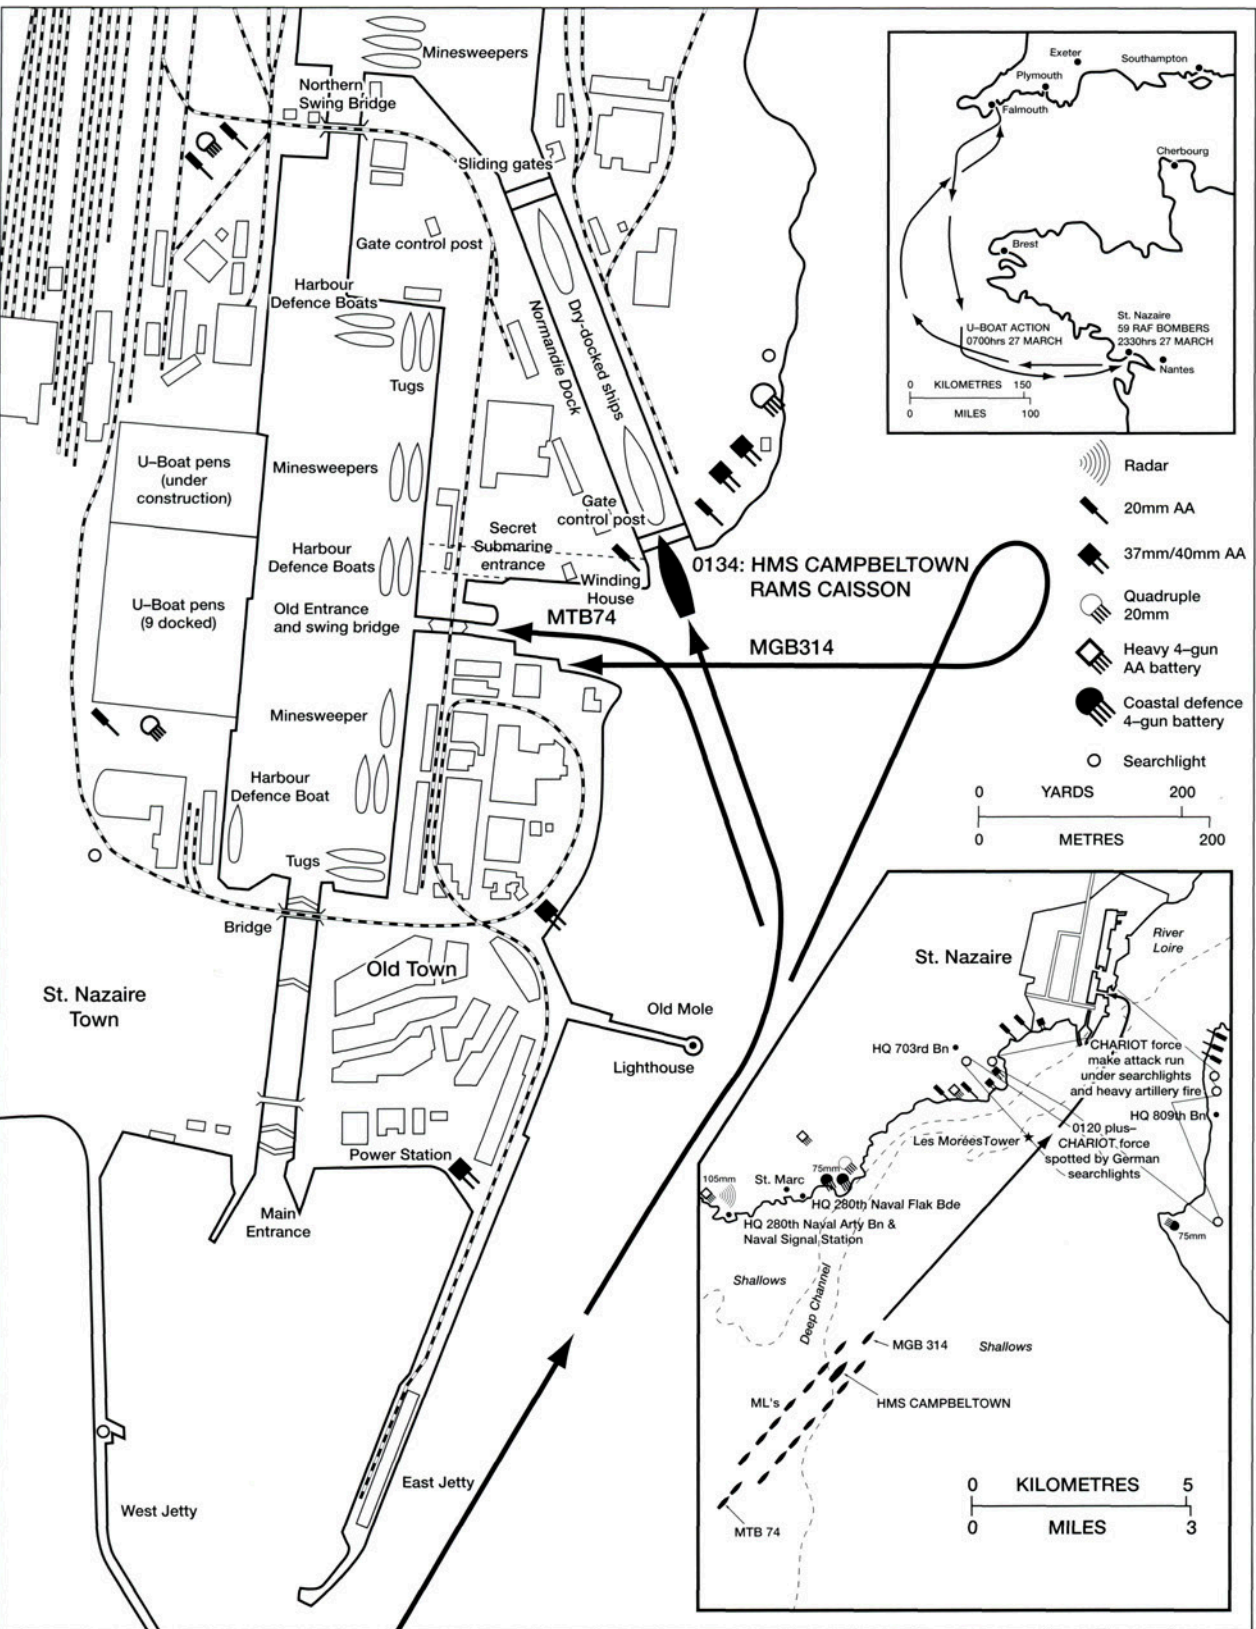 Minesweepers
Northern
Swing Bridge
Sliding gates
Gate control post
Harbour
Defence Boats
Tugs
Normandie Dock
Dry-docked ships
U–Boat pens
(under
construction)
Minesweepers
Gate
control post
Secret
Submarine
entrance
Harbour
Defence Boats
Winding
House
U–Boat pens
(9 docked)
Old Entrance
and swing bridge
0134: HMS CAMPBELTOWN
RAMS CAISSON
MTB74
MGB314
Minesweeper
Harbour
Defence Boat
Tugs
Bridge
Old Town
St. Nazaire
Town
Old Mole
Lighthouse
Power Station
Main
Entrance
East Jetty
West Jetty
Exeter
Southampton
Plymouth
Falmouth
Cherbourg
Brest
U–BOAT ACTION
0700hrs 27 MARCH
St. Nazaire
59 RAF BOMBERS
2330hrs 27 MARCH
Nantes
0 KILOMETRES 150
0 MILES 100
Radar
20mm AA
37mm/40mm AA
Quadruple
20mm
Heavy 4–gun
AA battery
Coastal defence
4–gun battery
Searchlight
0 YARDS 200
0 METRES 200
River
Loire
St. Nazaire
HQ 703rd Bn
CHARIOT force
make attack run
under searchlights
and heavy artillery fire
HQ 809th Bn
0120 plus–
CHARIOT force
spotted by German
searchlights
Les MoréesTower
105mm
St. Marc
75mm
HQ 280th Naval Flak Bde
HQ 280th Naval Arty Bn &
Naval Signal Station
75mm
Shallows
Deep Channel
MGB 314
Shallows
ML's
HMS CAMPBELTOWN
MTB 74
0 KILOMETRES 5
0 MILES 3